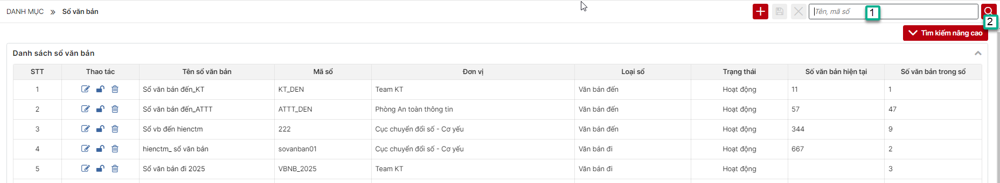 DANH MỤC » Sổ văn bản
Tên, mã sổ
1
2
Tìm kiếm nâng cao
Danh sách sổ văn bản
STT Thao tác Tên sổ văn bản Mã sổ Đơn vị Loại sổ Trạng thái Số văn bản hiện tại Số văn bản trong sổ
1 Sổ văn bản đến_KT KT_DEN Team KT Văn bản đến Hoạt động 11 1
2 Sổ văn bản đến_ATTT ATTT_DEN Phòng An toàn thông tin Văn bản đến Hoạt động 57 47
3 Sổ vb đến hienctm 222 Cục chuyển đổi số - Cơ yếu Văn bản đến Hoạt động 344 9
4 hienctm_ sổ văn bản sovanban01 Cục chuyển đổi số - Cơ yếu Văn bản đi Hoạt động 667 2
5 Sổ văn bản đi 2025 VBNB_2025 Team KT Văn bản đi Hoạt động 3